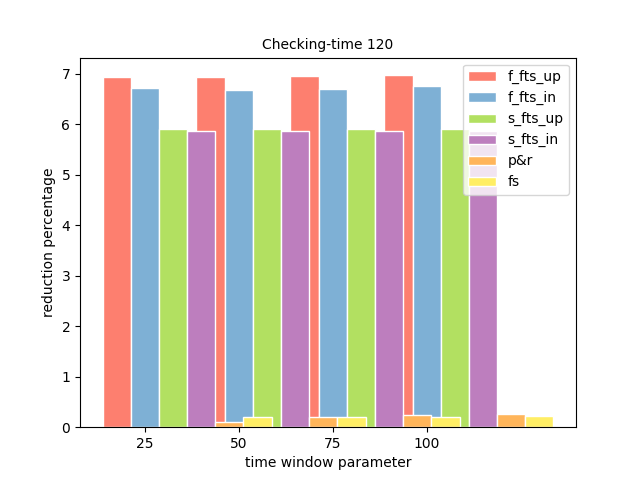 Checking-time 120
7
6
5
4
3
2
1
0
reduction percentage
25 50 75 100
time window parameter
f_fts_up
f_fts_in
s_fts_up
s_fts_in
p&r
fs